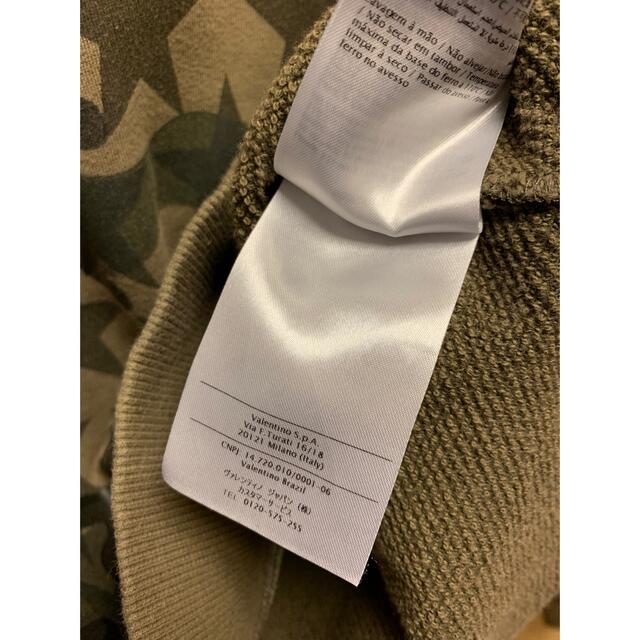 lavagem à mão / Não alvejar
/ Não secar em tambor / Temperatura
máxima da base do ferro a 110°C
limpar à seco / Passar do avesso
ferro no avesso
Valentino S.p.A.
Via F.Turati 16/18
20121 Milano (Italy)
CNPJ: 14.720.010/0001-06
Valentino Brazil
ヴァレンティノ ジャパン (株)
カスタマーサービス
TEL 0120-575-255